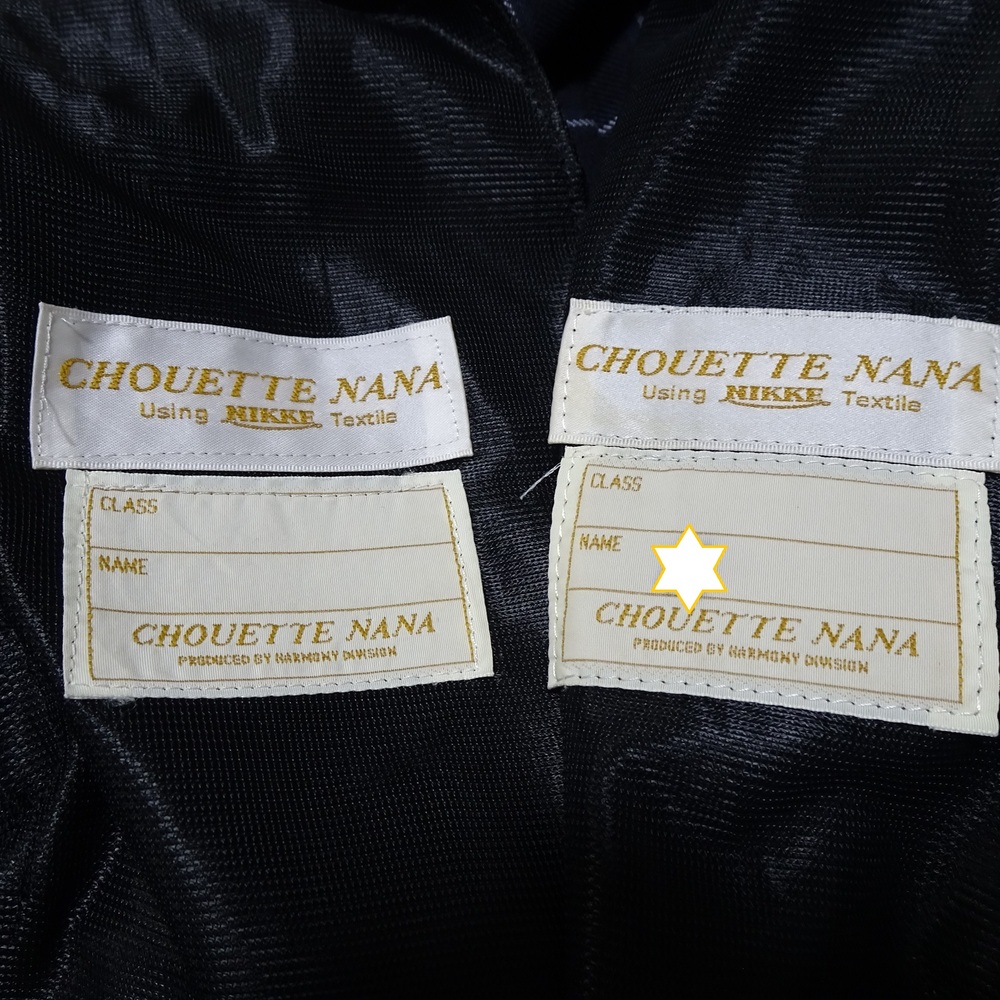 CHOUETTE NANA
Using NIKKE Textile
CLASS
NAME
CHOUETTE NANA
PRODUCED BY HARMONY DIVISION
CHOUETTE NANA
Using NIKKE Textile
CLASS
NAME
CHOUETTE NANA
PRODUCED BY HARMONY DIVISION